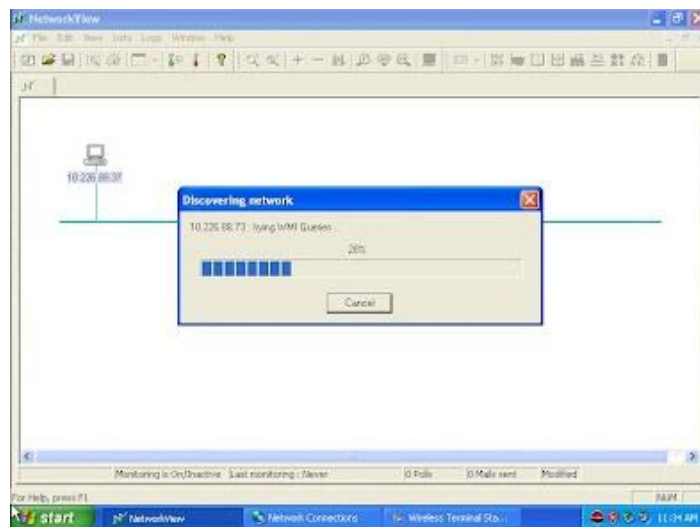 NetworkView
File Edit View Lists Logs Window Help
10.226.88.37
Discovering network
10.226.88.73 : trying WMI Queries
Cancel
Monitoring is On/Inactive Last monitoring : Never 0 Polls 0 Mails sent Modified
For Help, press F1
NUM
start NetworkView Network Connections Wireless Terminal Sta... 11:04 AM